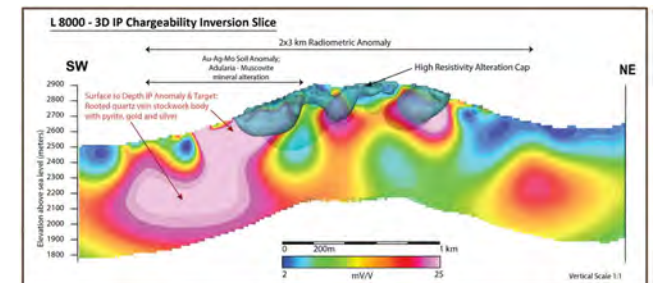 L 8000 - 3D IP Chargeability Inversion Slice
2x3 km Radiometric Anomaly
SW
Au-Ag-Mo Soil Anomaly;
Adularia - Muscovite
mineral alteration
High Resistivity Alteration Cap
NE
Surface to Depth IP Anomaly & Target:
Rooted quartz vein stockwork body
with pyrite, gold and silver
Elevation above sea level (meters)
2900
2800
2700
2600
2500
2400
2300
2200
2100
2000
1900
1800
0 200m 1 km
2 mV/V 25
Vertical Scale 1:1